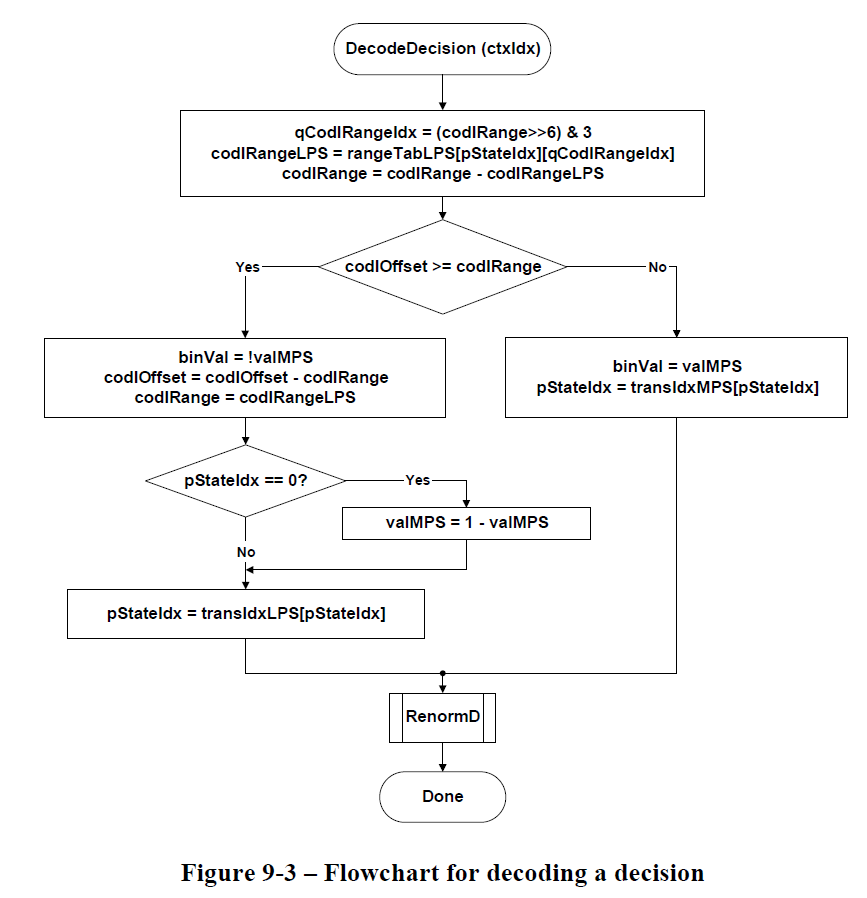 DecodeDecision (ctxIdx)
qCodIRangeIdx = (codIRange>>6) & 3
codIRangeLPS = rangeTabLPS[pStateIdx][qCodIRangeIdx]
codIRange = codIRange - codIRangeLPS
codIOffset >= codIRange
Yes
No
binVal = !valMPS
codIOffset = codIOffset - codIRange
codIRange = codIRangeLPS
binVal = valMPS
pStateIdx = transIdxMPS[pStateIdx]
pStateIdx == 0?
Yes
valMPS = 1 - valMPS
No
pStateIdx = transIdxLPS[pStateIdx]
RenormD
Done
Figure 9-3 – Flowchart for decoding a decision